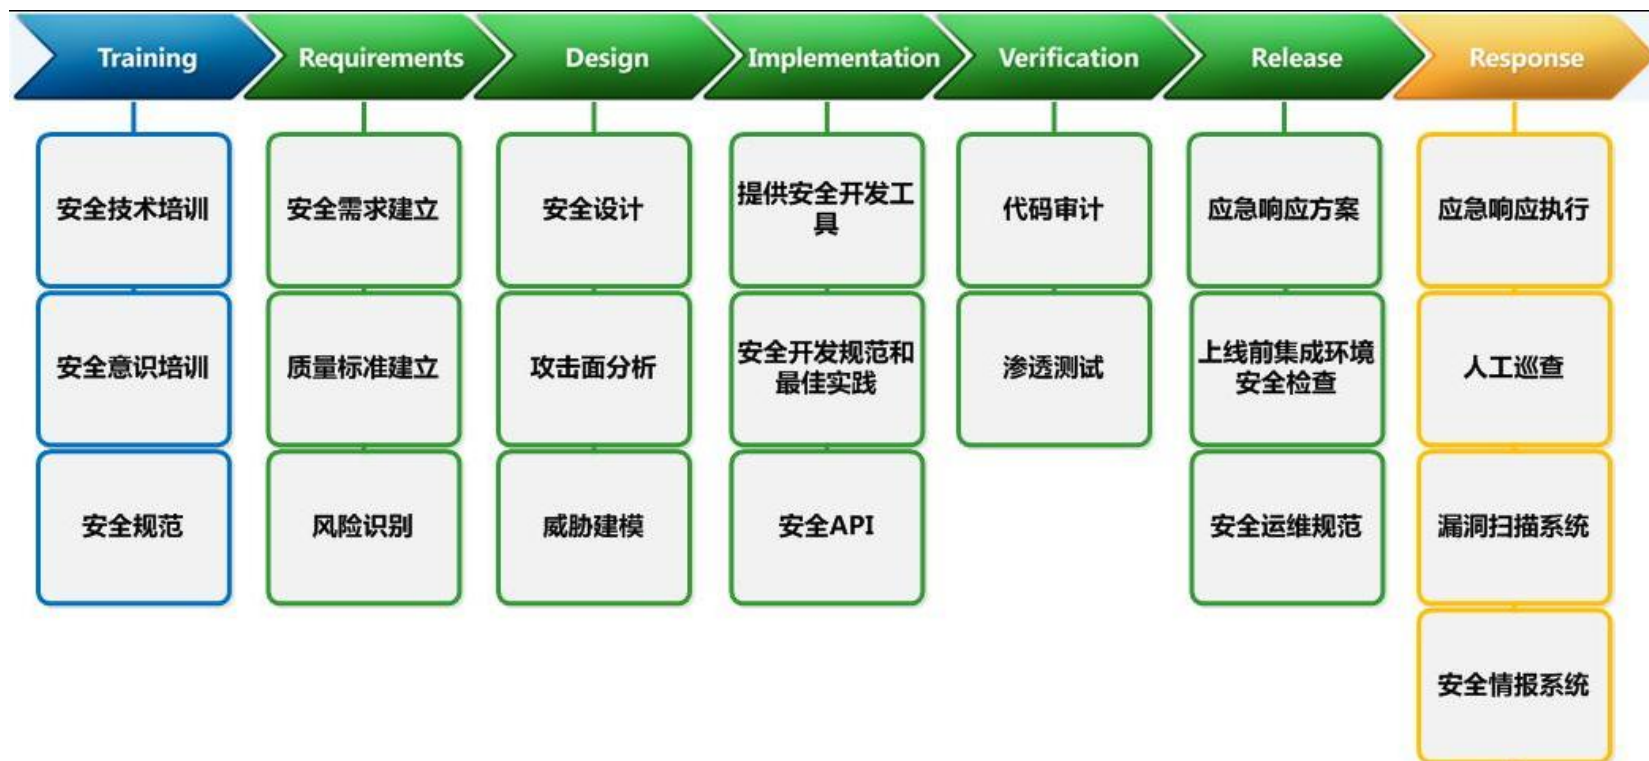 Training
Requirements
Design
Implementation
Verification
Release
Response
安全技术培训
安全意识培训
安全规范
安全需求建立
质量标准建立
风险识别
安全设计
攻击面分析
威胁建模
提供安全开发工
具
安全开发规范和
最佳实践
安全API
代码审计
渗透测试
应急响应方案
上线前集成环境
安全检查
安全运维规范
应急响应执行
人工巡查
漏洞扫描系统
安全情报系统